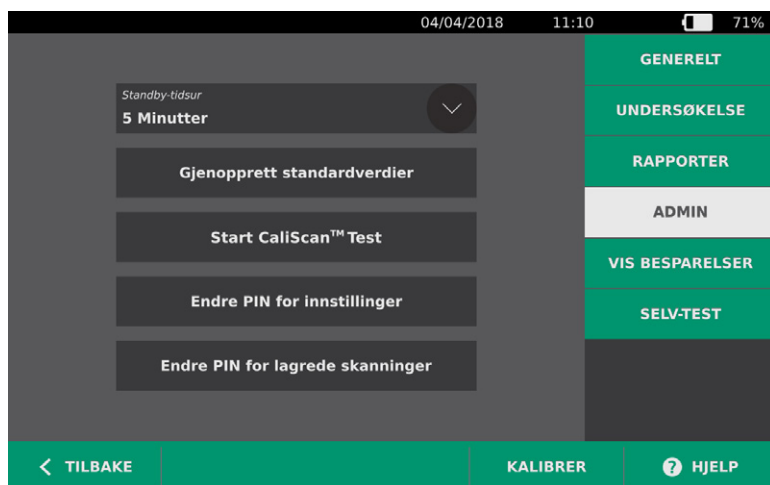 04/04/2018 11:10 71%
GENERELT
Standby-tidsur
5 Minutter
UNDERSØKELSE
Gjenopprett standardverdier
RAPPORTER
Start CaliScan™ Test
ADMIN
VIS BESPARELSER
Endre PIN for innstillinger
SELV-TEST
Endre PIN for lagrede skanninger
TILBAKE KALIBRER ? HJELP